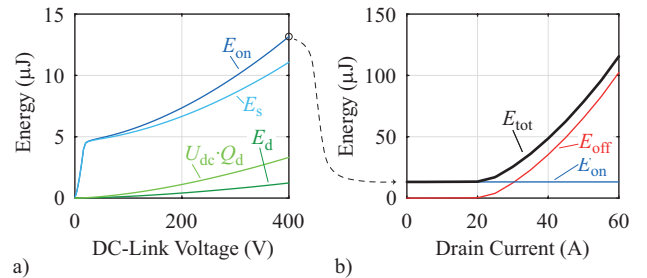 15
10
5
0
Energy (µJ)
E_on
E_s
U_dc·Q_d
E_d
0
200
400
DC-Link Voltage (V)
a)
150
100
50
0
Energy (µJ)
E_tot
E_off
E_on
0
20
40
60
Drain Current (A)
b)